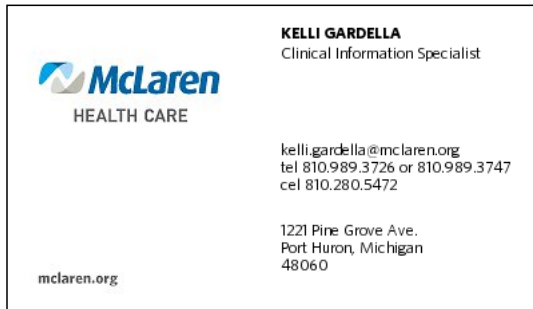 McLaren
HEALTH CARE
mclaren.org
KELLI GARDELLA
Clinical Information Specialist
kelli.gardella@mclaren.org
tel 810.989.3726 or 810.989.3747
cel 810.280.5472
1221 Pine Grove Ave.
Port Huron, Michigan
48060